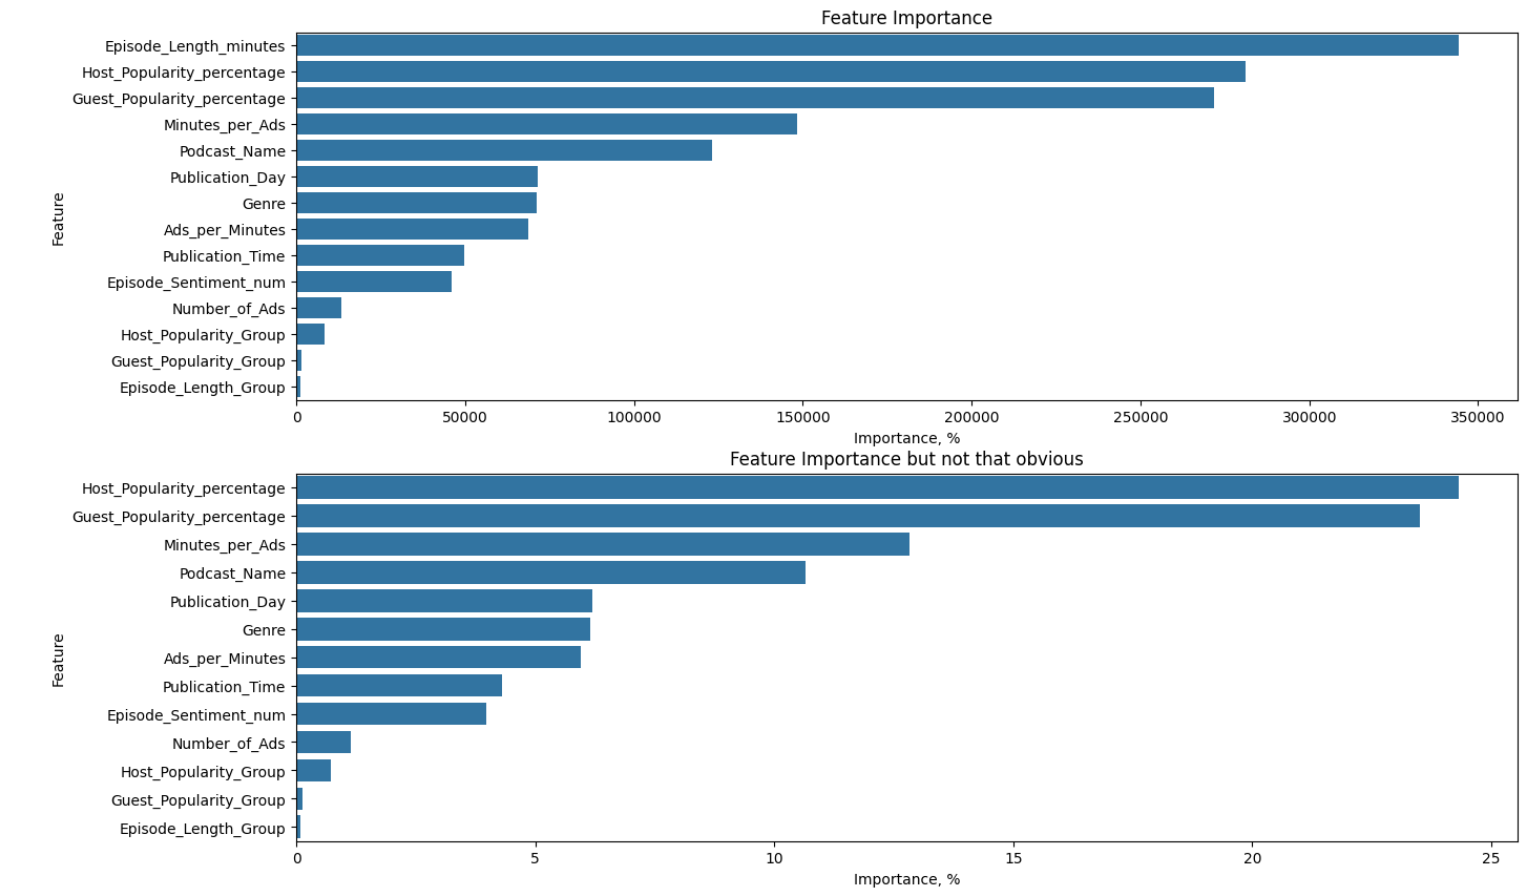 Feature Importance
Feature
Episode_Length_minutes
Host_Popularity_percentage
Guest_Popularity_percentage
Minutes_per_Ads
Podcast_Name
Publication_Day
Genre
Ads_per_Minutes
Publication_Time
Episode_Sentiment_num
Number_of_Ads
Host_Popularity_Group
Guest_Popularity_Group
Episode_Length_Group
0 50000 100000 150000 200000 250000 300000 350000
Importance, %
Feature Importance but not that obvious
Feature
Host_Popularity_percentage
Guest_Popularity_percentage
Minutes_per_Ads
Podcast_Name
Publication_Day
Genre
Ads_per_Minutes
Publication_Time
Episode_Sentiment_num
Number_of_Ads
Host_Popularity_Group
Guest_Popularity_Group
Episode_Length_Group
0 5 10 15 20 25
Importance, %